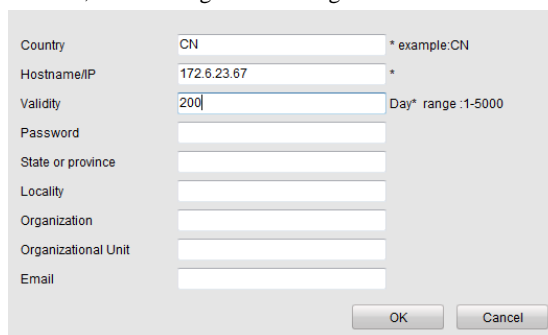 Country CN * example:CN
Hostname/IP 172.6.23.67 *
Validity 200 Day* range :1-5000
Password
State or province
Locality
Organization
Organizational Unit
Email
OK Cancel